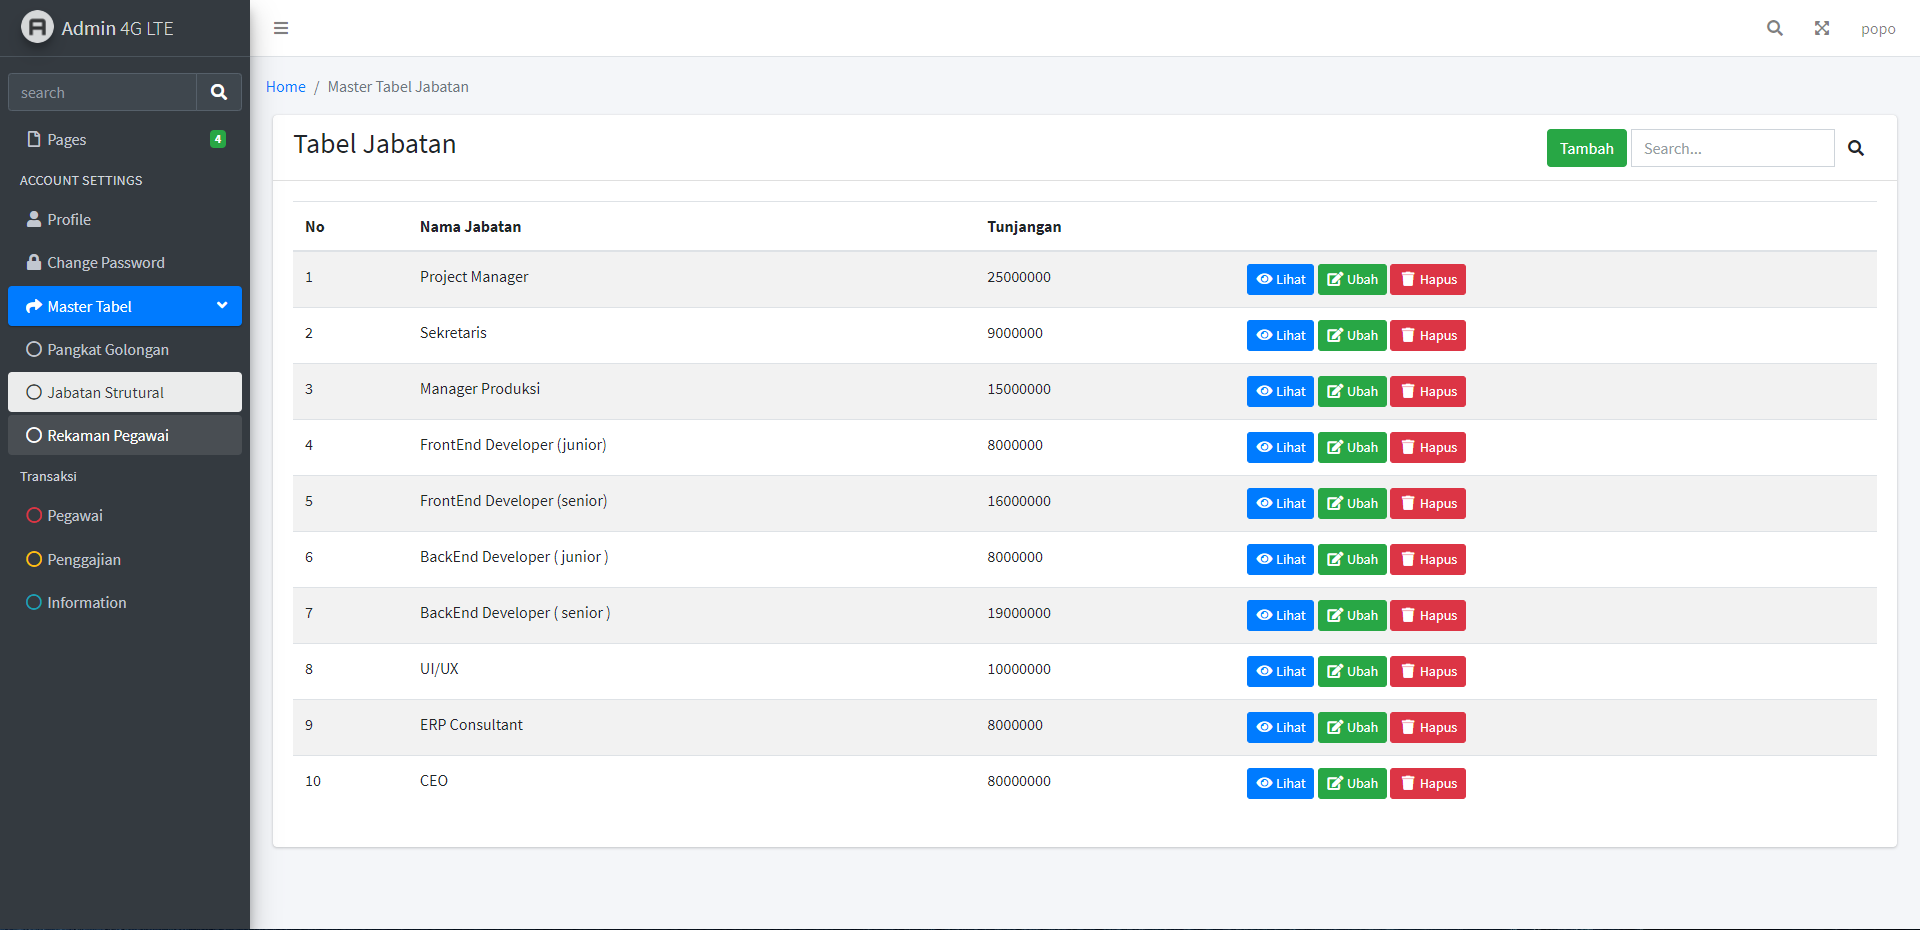 Admin 4G LTE
popo
search
Pages 4
ACCOUNT SETTINGS
Profile
Change Password
Master Tabel
Pangkat Golongan
Jabatan Strutural
Rekaman Pegawai
Transaksi
Pegawai
Penggajian
Information
Home / Master Tabel Jabatan
Tabel Jabatan
Tambah Search...
No Nama Jabatan Tunjangan
1 Project Manager 25000000 Lihat Ubah Hapus
2 Sekretaris 9000000 Lihat Ubah Hapus
3 Manager Produksi 15000000 Lihat Ubah Hapus
4 FrontEnd Developer (junior) 8000000 Lihat Ubah Hapus
5 FrontEnd Developer (senior) 16000000 Lihat Ubah Hapus
6 BackEnd Developer ( junior ) 8000000 Lihat Ubah Hapus
7 BackEnd Developer ( senior ) 19000000 Lihat Ubah Hapus
8 UI/UX 10000000 Lihat Ubah Hapus
9 ERP Consultant 8000000 Lihat Ubah Hapus
10 CEO 80000000 Lihat Ubah Hapus